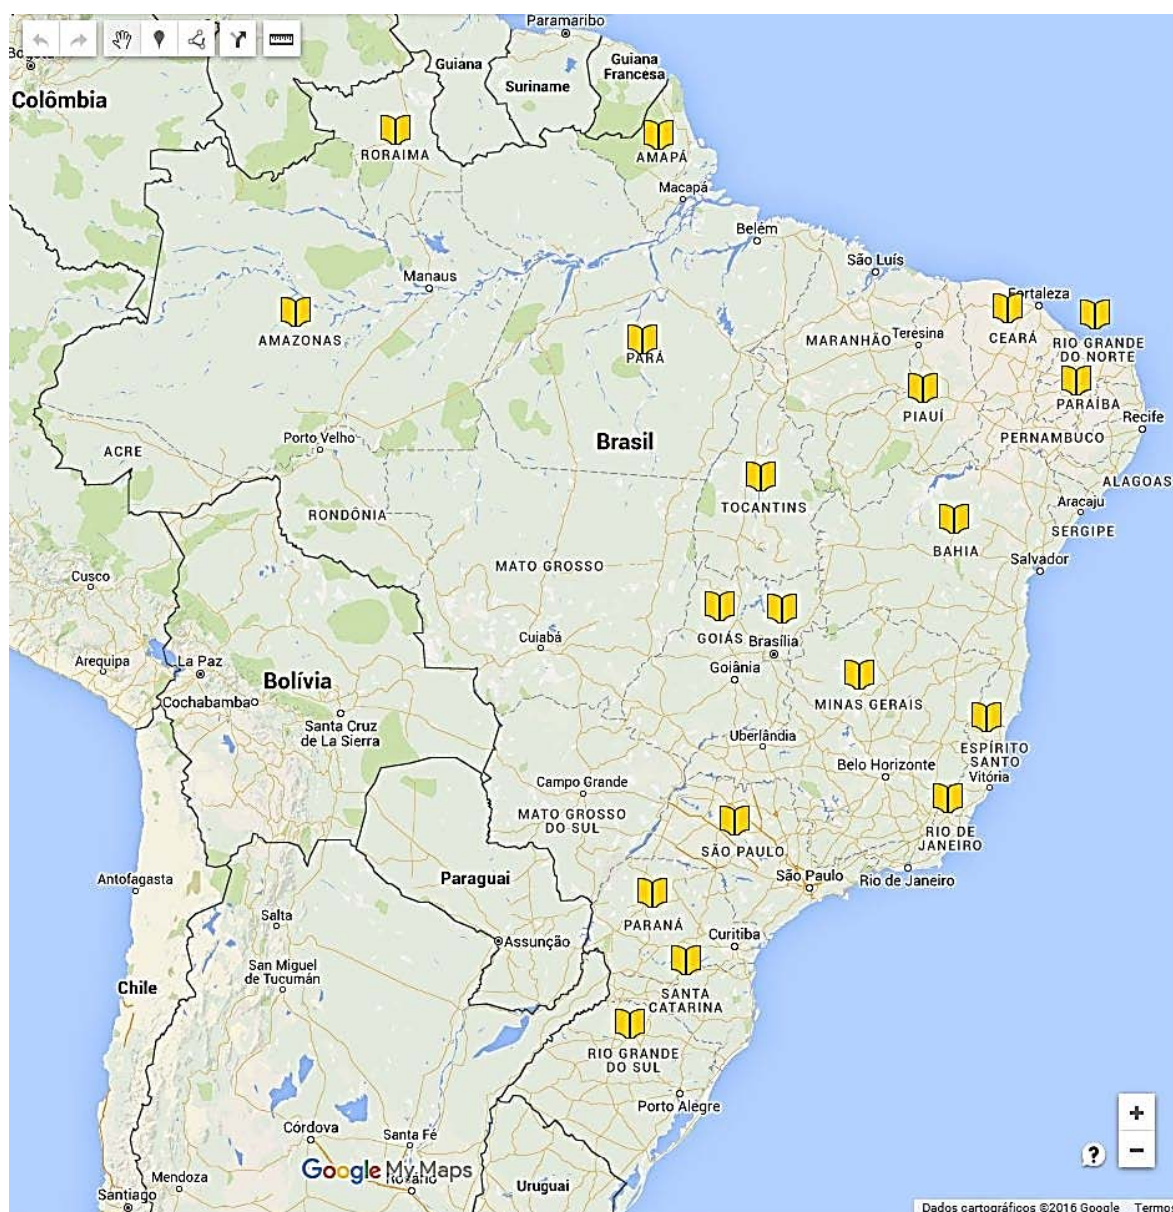 Paramaribo
Guiana
Suriname
Guiana
Francesa
Colômbia
RORAIMA
AMAPÁ
Macapá
Belém
Manaus
São Luís
Fortaleza
AMAZONAS
PARÁ
MARANHÃO
Teresina
CEARÁ
RIO GRANDE
DO NORTE
PIAUÍ
PARAÍBA
Recife
Porto Velho
Brasil
PERNAMBUCO
ACRE
ALAGOAS
RONDÔNIA
TOCANTINS
Aracaju
SERGIPE
BAHIA
Salvador
MATO GROSSO
Cusco
Cuiabá
GOIÁS
Brasília
Goiânia
Arequipa
La Paz
Bolívia
Cochabamba
MINAS GERAIS
Santa Cruz
de La Sierra
Uberlândia
ESPÍRITO
SANTO
Vitória
Belo Horizonte
Campo Grande
MATO GROSSO
DO SUL
RIO DE
JANEIRO
SÃO PAULO
São Paulo
Rio de Janeiro
Antofagasta
Paraguai
PARANÁ
Curitiba
Salta
Assunção
San Miguel
de Tucumán
Chile
SANTA
CATARINA
RIO GRANDE
DO SUL
Porto Alegre
Córdova
Santa Fé
Google My Maps
Mendoza
Uruguai
Santiago
+
?
−
Dados cartográficos ©2016 Google Termo